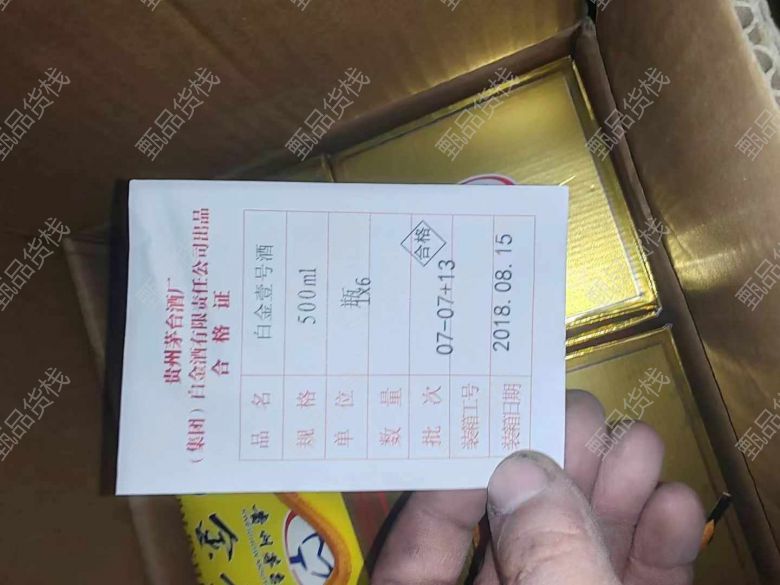 贵州茅台酒厂
(集团)白金酒有限责任公司出品
合格证
品名 白金壹号酒
规格 500ml
单位 瓶
数量 1x6
批次 07-07+13 合格
装箱工号
装箱日期 2018.08.15
甄品货栈